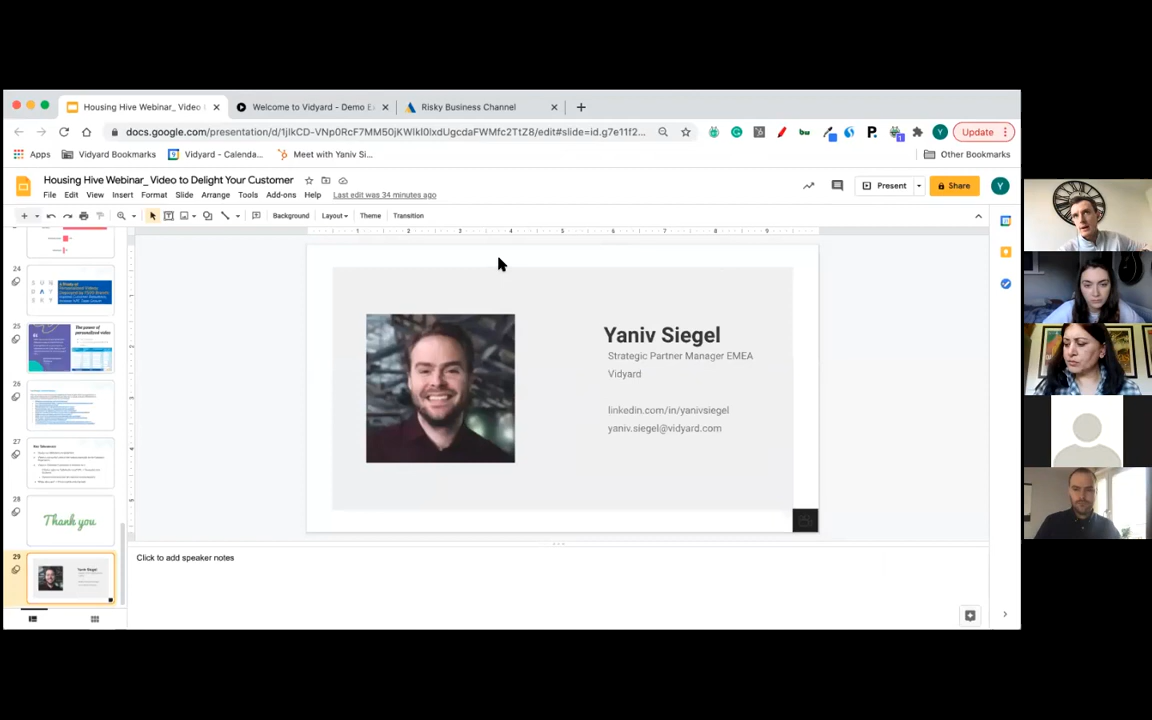 Housing Hive Webinar_ Video
Welcome to Vidyard - Demo E
Risky Business Channel
docs.google.com/presentation/d/1jlkCD-VNp0RcF7MM50jKWlkI0lxdUgcdaFWMfc2TtZ8/edit#slide=id.g7e11f2...
Update
Apps
Vidyard Bookmarks
Vidyard - Calenda...
Meet with Yaniv Si...
Other Bookmarks
Housing Hive Webinar_ Video to Delight Your Customer
File Edit View Insert Format Slide Arrange Tools Add-ons Help Last edit was 34 minutes ago
Present
Share
Y
Background Layout Theme Transition
24
25
The power of
personalized video
26
27
28
Thank you
29
Yaniv Siegel
Yaniv Siegel
Strategic Partner Manager EMEA
Vidyard
linkedin.com/in/yanivsiegel
yaniv.siegel@vidyard.com
Click to add speaker notes